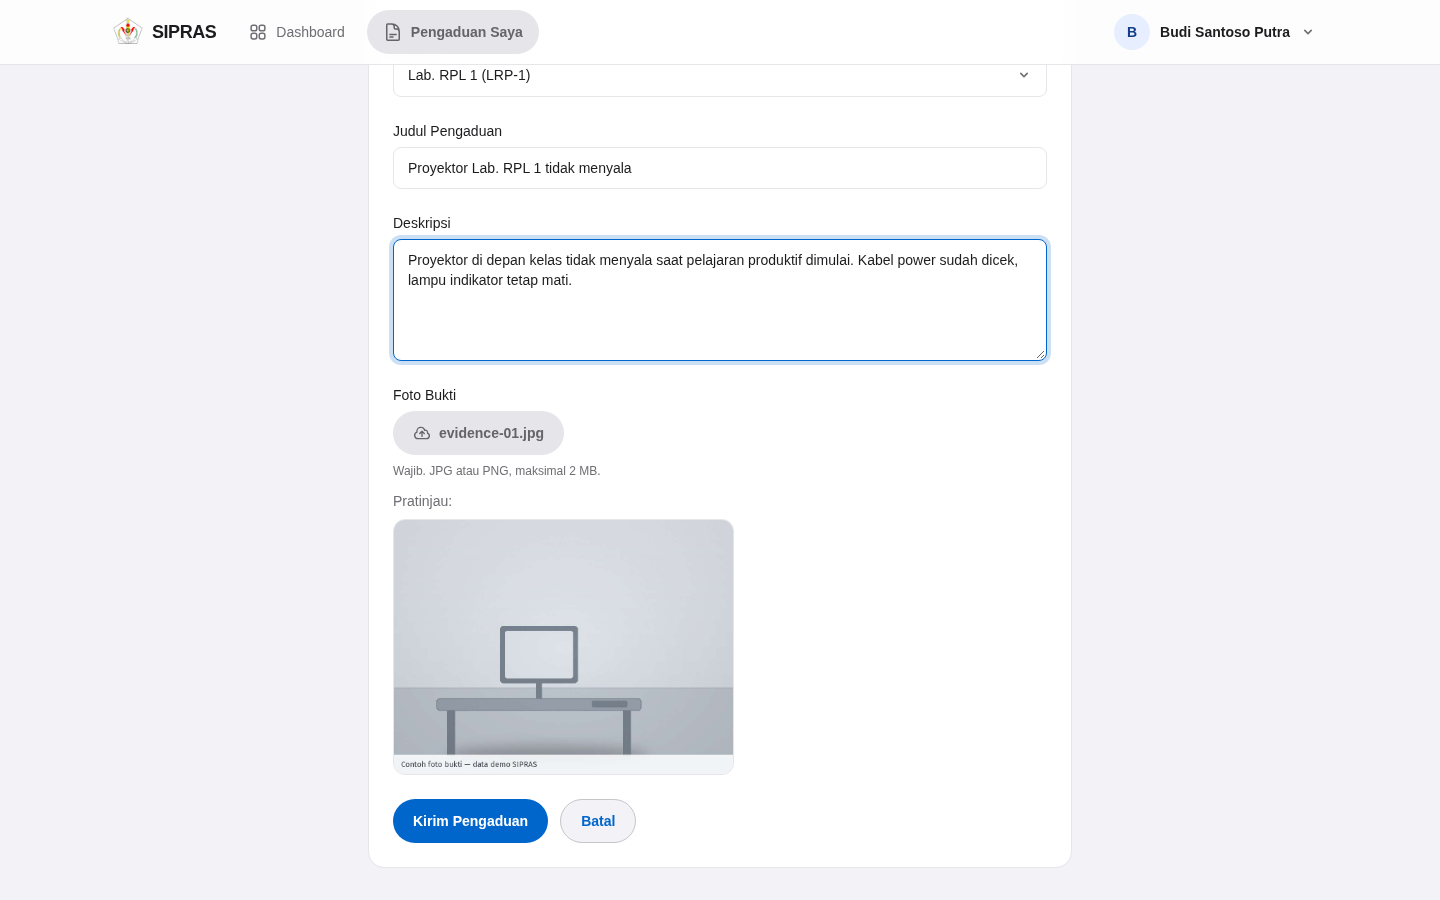 SIPRAS
Dashboard
Pengaduan Saya
B
Budi Santoso Putra
Lab. RPL 1 (LRP-1)
Judul Pengaduan
Proyektor Lab. RPL 1 tidak menyala
Deskripsi
Proyektor di depan kelas tidak menyala saat pelajaran produktif dimulai. Kabel power sudah dicek,
lampu indikator tetap mati.
Foto Bukti
evidence-01.jpg
Wajib. JPG atau PNG, maksimal 2 MB.
Pratinjau:
Contoh foto bukti — data demo SIPRAS
Kirim Pengaduan
Batal